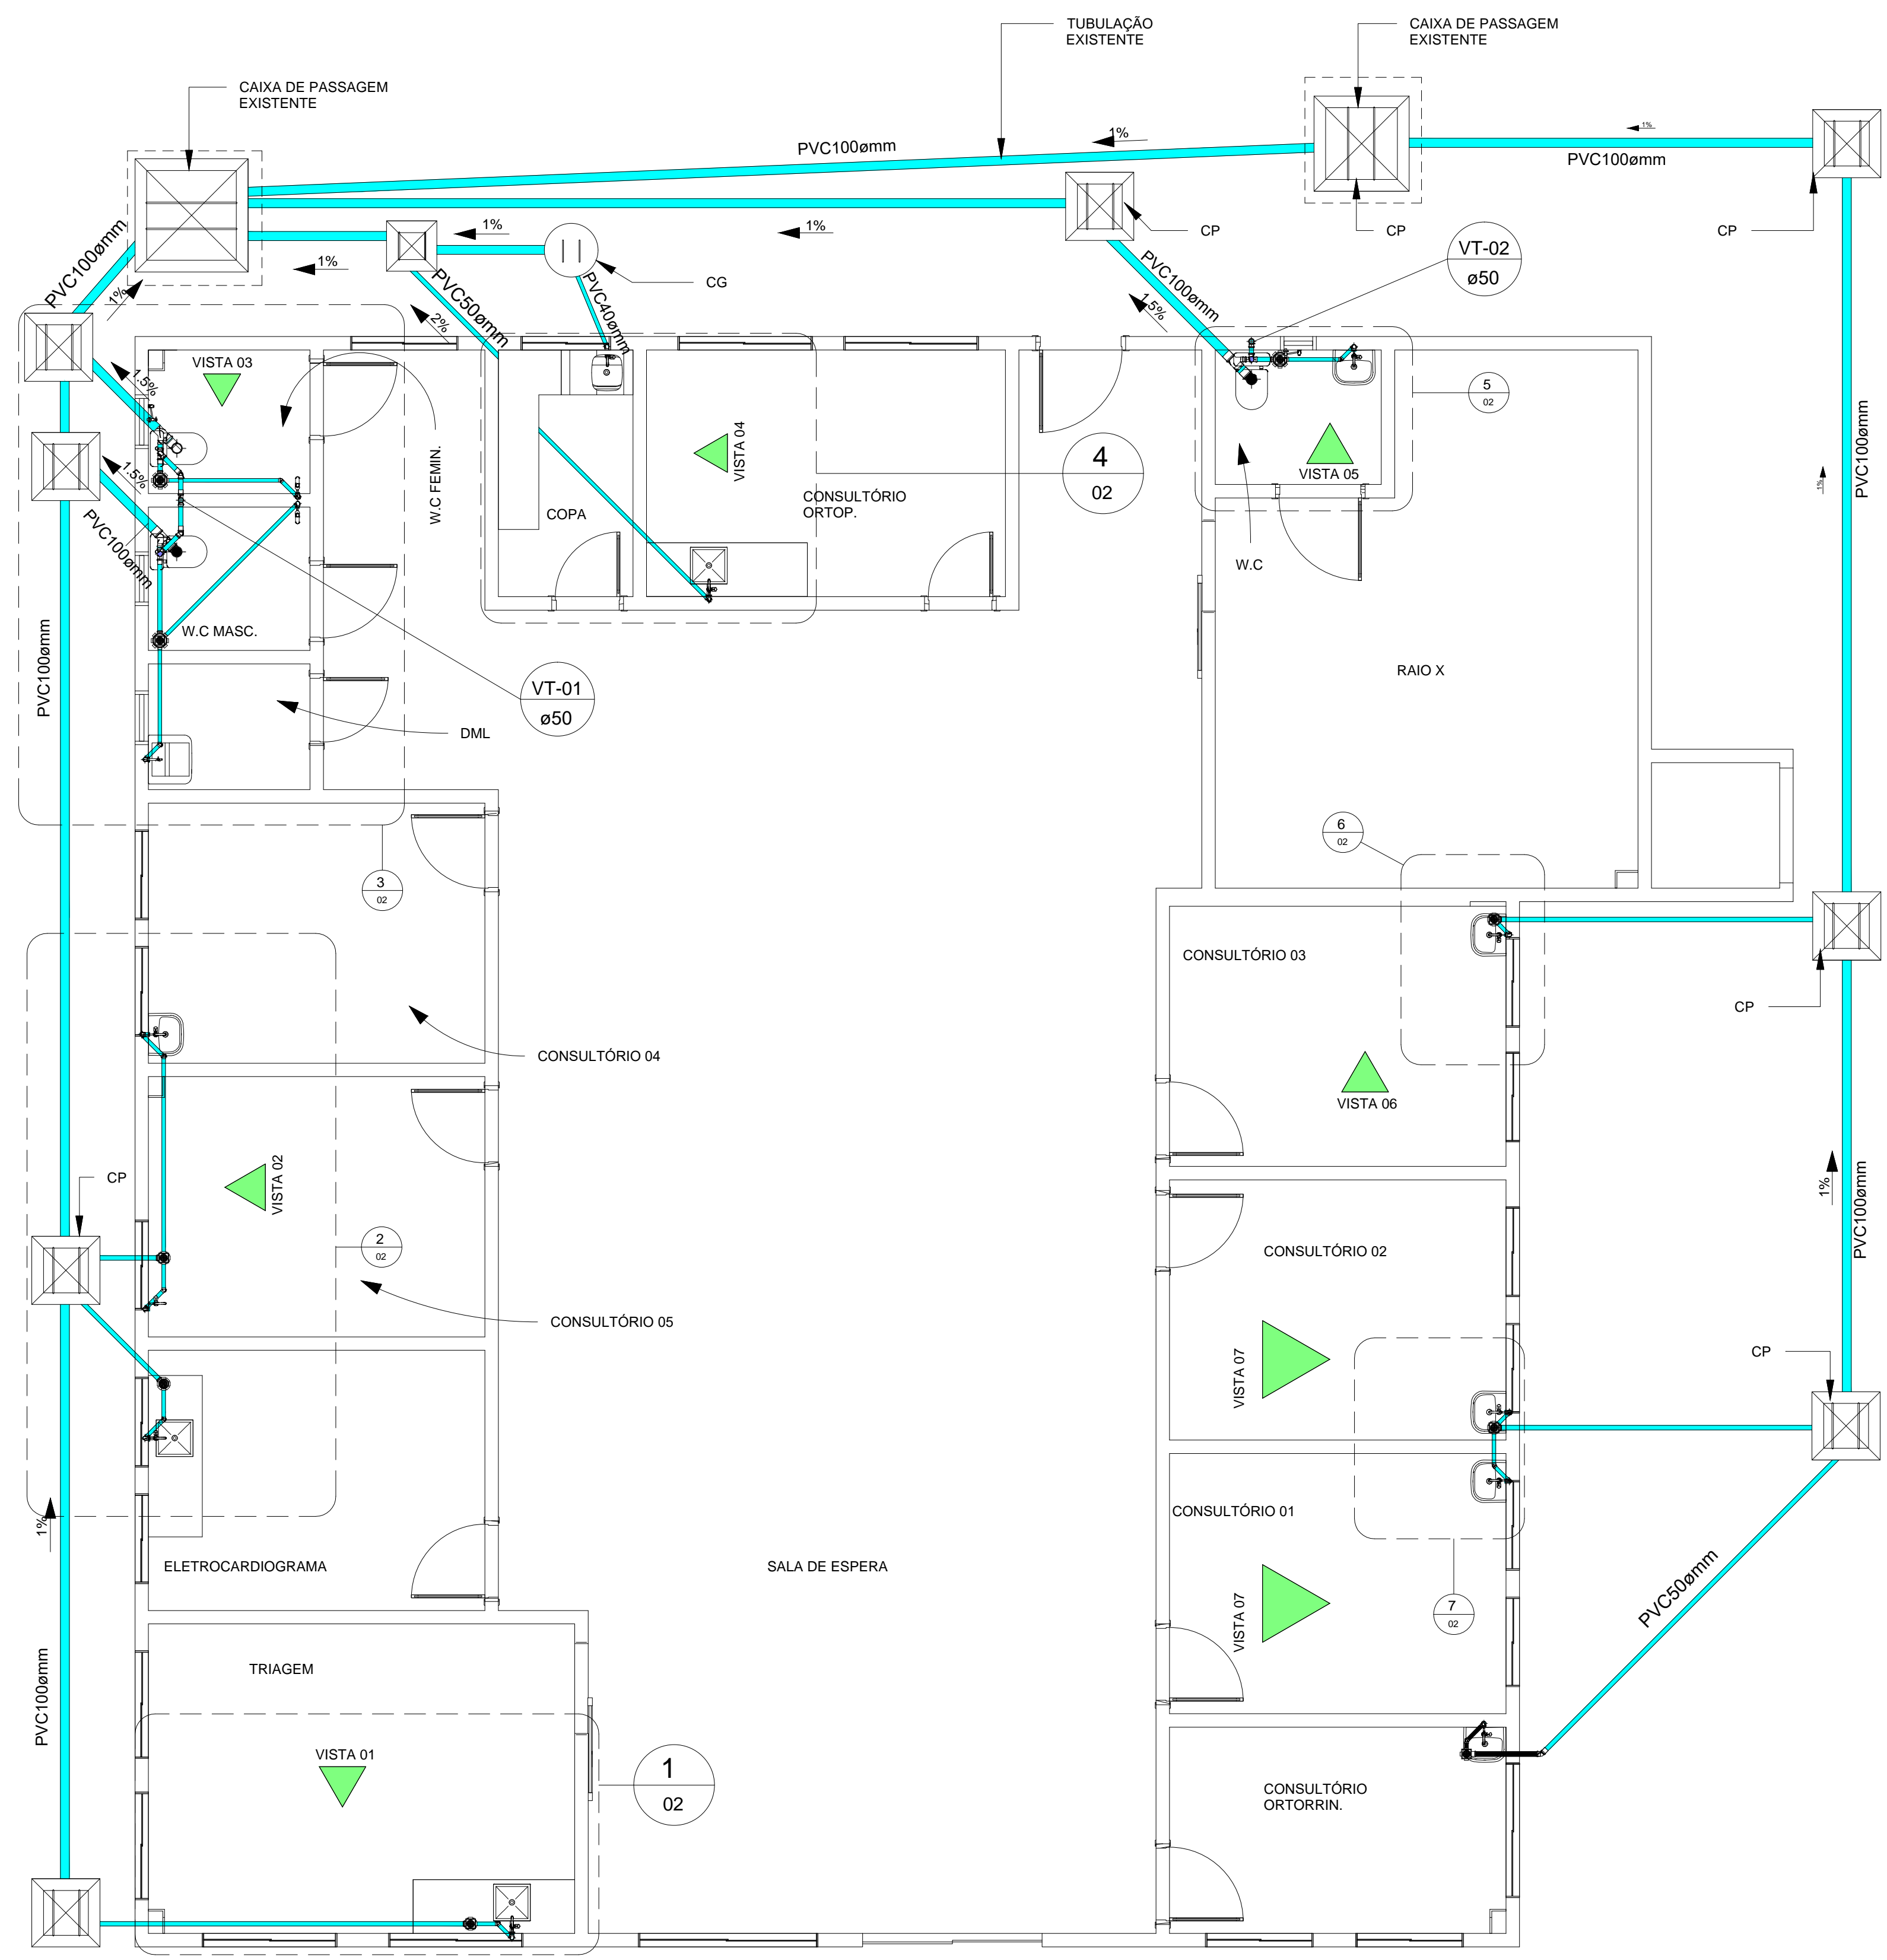 TUBULAÇÃO
EXISTENTE
CAIXA DE PASSAGEM
EXISTENTE
CAIXA DE PASSAGEM
EXISTENTE
1%
PVC100ømm
1%
PVC100ømm
CP
CP
CP
1%
1%
1%
CG
PVC100ømm
1%
PVC50ømm
2%
PVC40ømm
PVC100ømm
1.5%
VT-02
ø50
VISTA 03
1.5%
1.5%
PVC100ømm
W.C FEMIN.
VISTA 04
COPA
CONSULTÓRIO
ORTOP.
4
02
VISTA 05
5
02
W.C
PVC100ømm
1%
W.C MASC.
PVC100ømm
VT-01
ø50
DML
RAIO X
3
02
6
02
CONSULTÓRIO 03
CP
CONSULTÓRIO 04
VISTA 06
CP
VISTA 02
2
02
CONSULTÓRIO 05
CONSULTÓRIO 02
1%
PVC100ømm
VISTA 07
CP
CONSULTÓRIO 01
1%
ELETROCARDIOGRAMA
SALA DE ESPERA
VISTA 07
7
02
PVC50ømm
TRIAGEM
PVC100ømm
VISTA 01
1
02
CONSULTÓRIO
ORTORRIN.